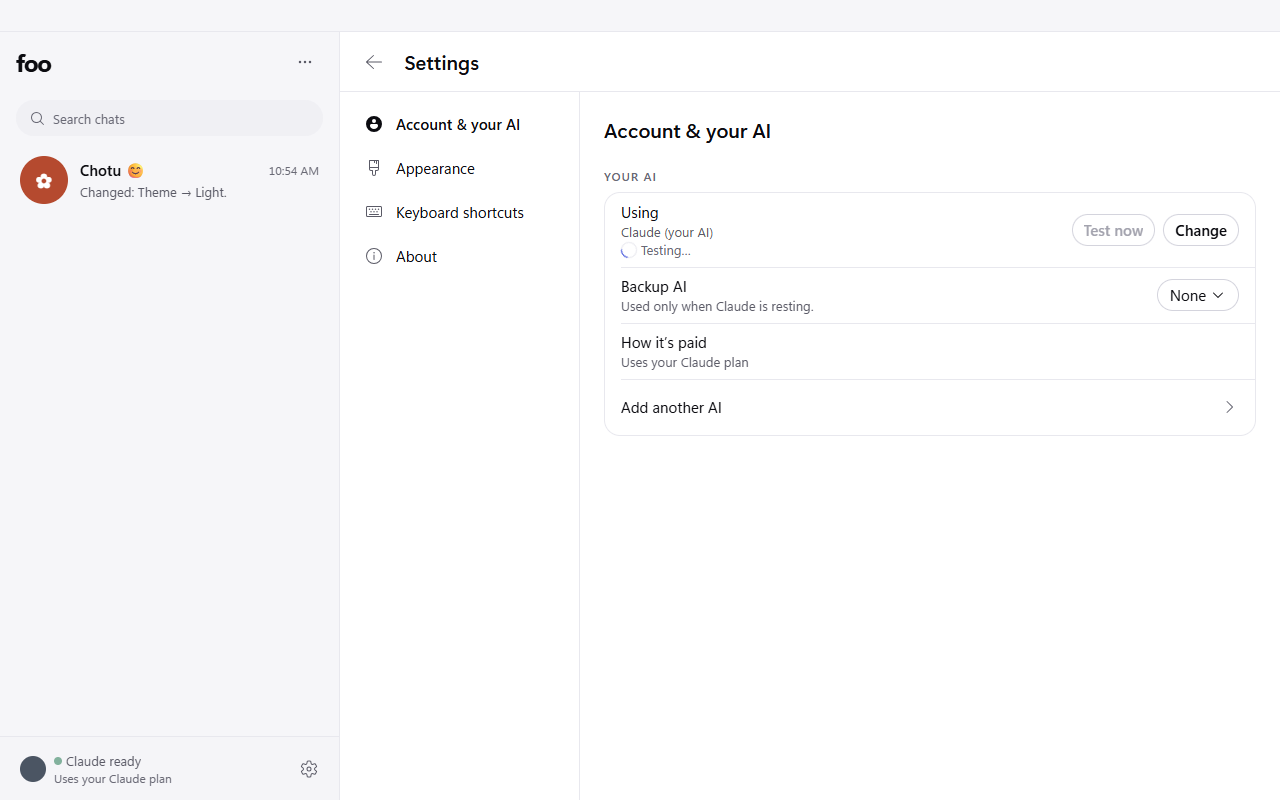 foo
Search chats
Chotu 😊
10:54 AM
Changed: Theme → Light.
Claude ready
Uses your Claude plan
Settings
Account & your AI
Appearance
Keyboard shortcuts
About
Account & your AI
YOUR AI
Using
Claude (your AI)
Testing...
Test now
Change
Backup AI
Used only when Claude is resting.
None
How it’s paid
Uses your Claude plan
Add another AI